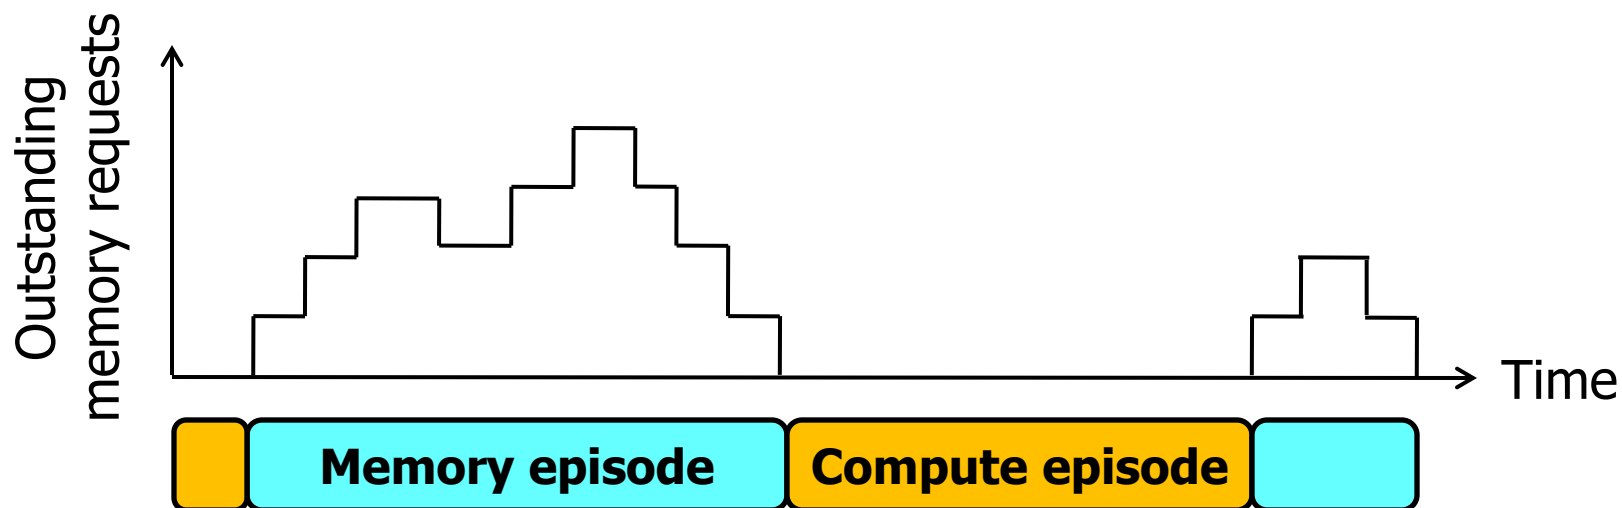 Outstanding
memory requests
Time
Memory episode
Compute episode